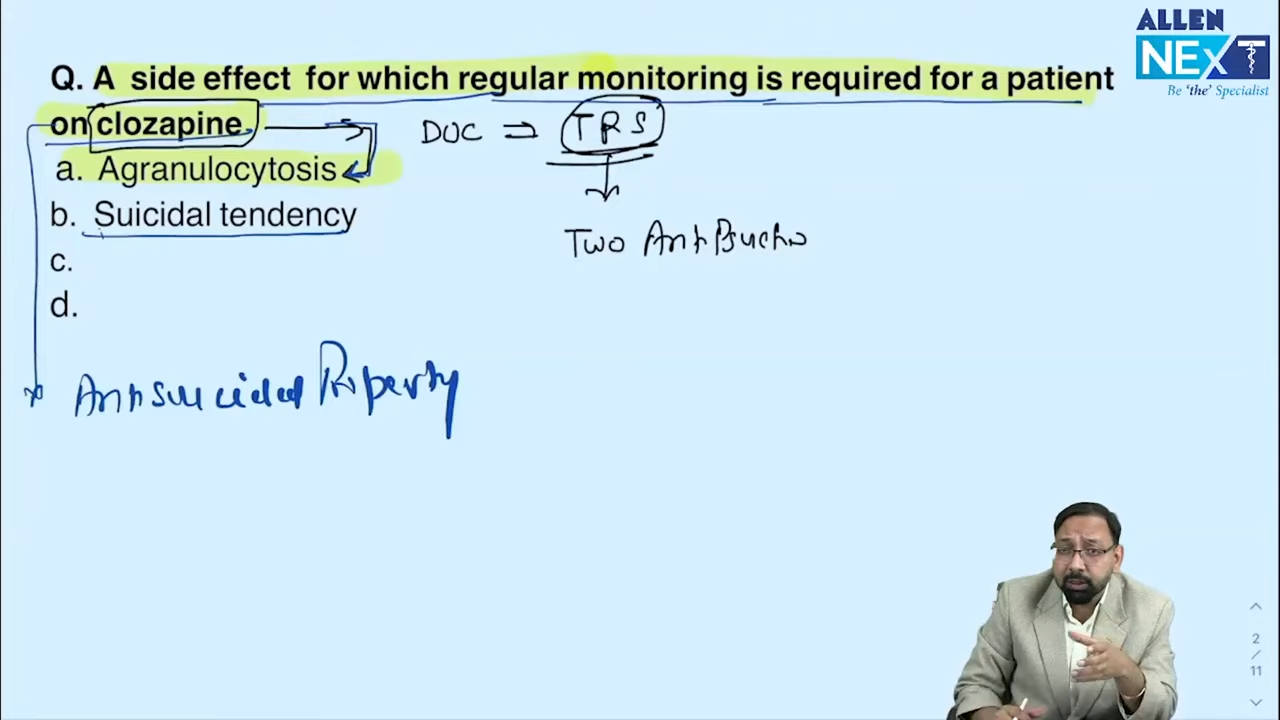 ALLEN
NEXT
Be 'the' Specialist
Q. A side effect for which regular monitoring is required for a patient
on clozapine → DOC ⇒ TRS
a. Agranulocytosis
b. Suicidal tendency
Two AntiPsycho
c.
d.
Antisuicidal Property
2
/
11